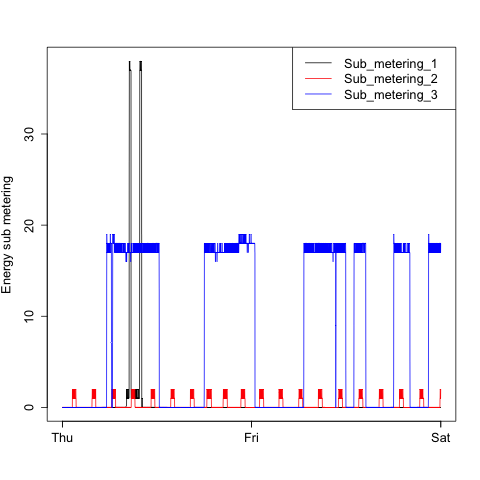 Sub_metering_1
Sub_metering_2
Sub_metering_3
Energy sub metering
30
20
10
0
Thu
Fri
Sat